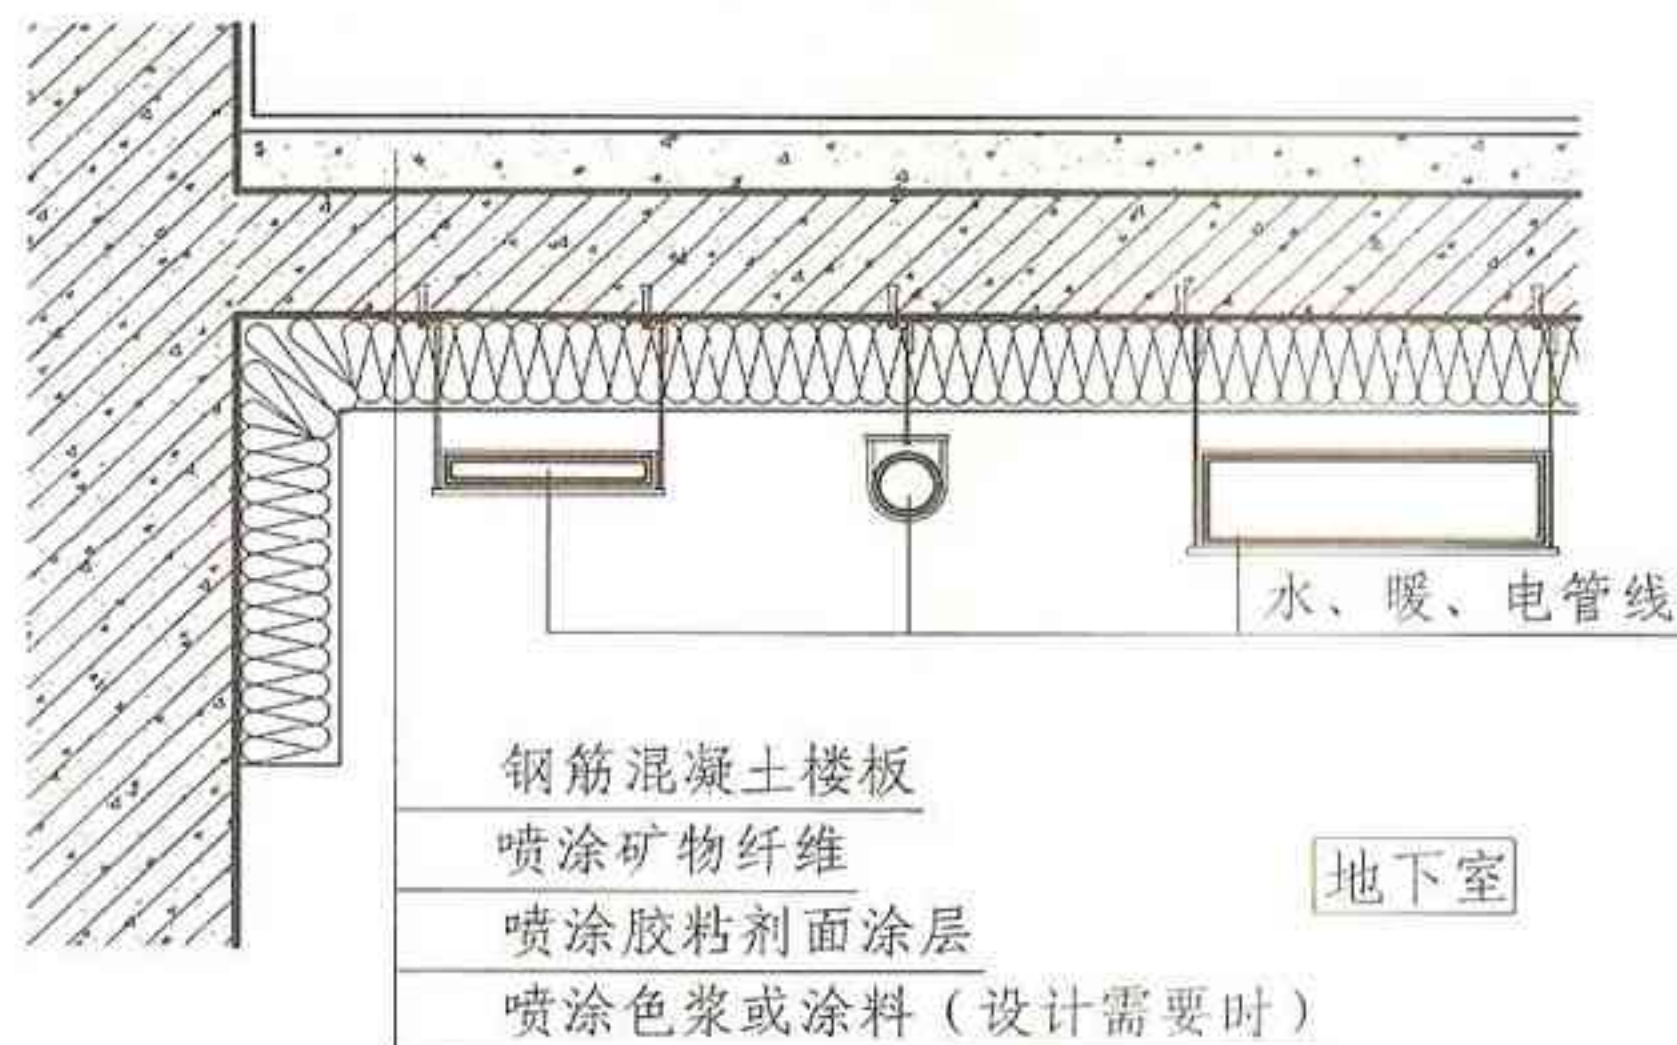 水、暖、电管线
钢筋混凝土楼板
喷涂矿物纤维
地下室
喷涂胶粘剂面涂层
喷涂色浆或涂料（设计需要时）